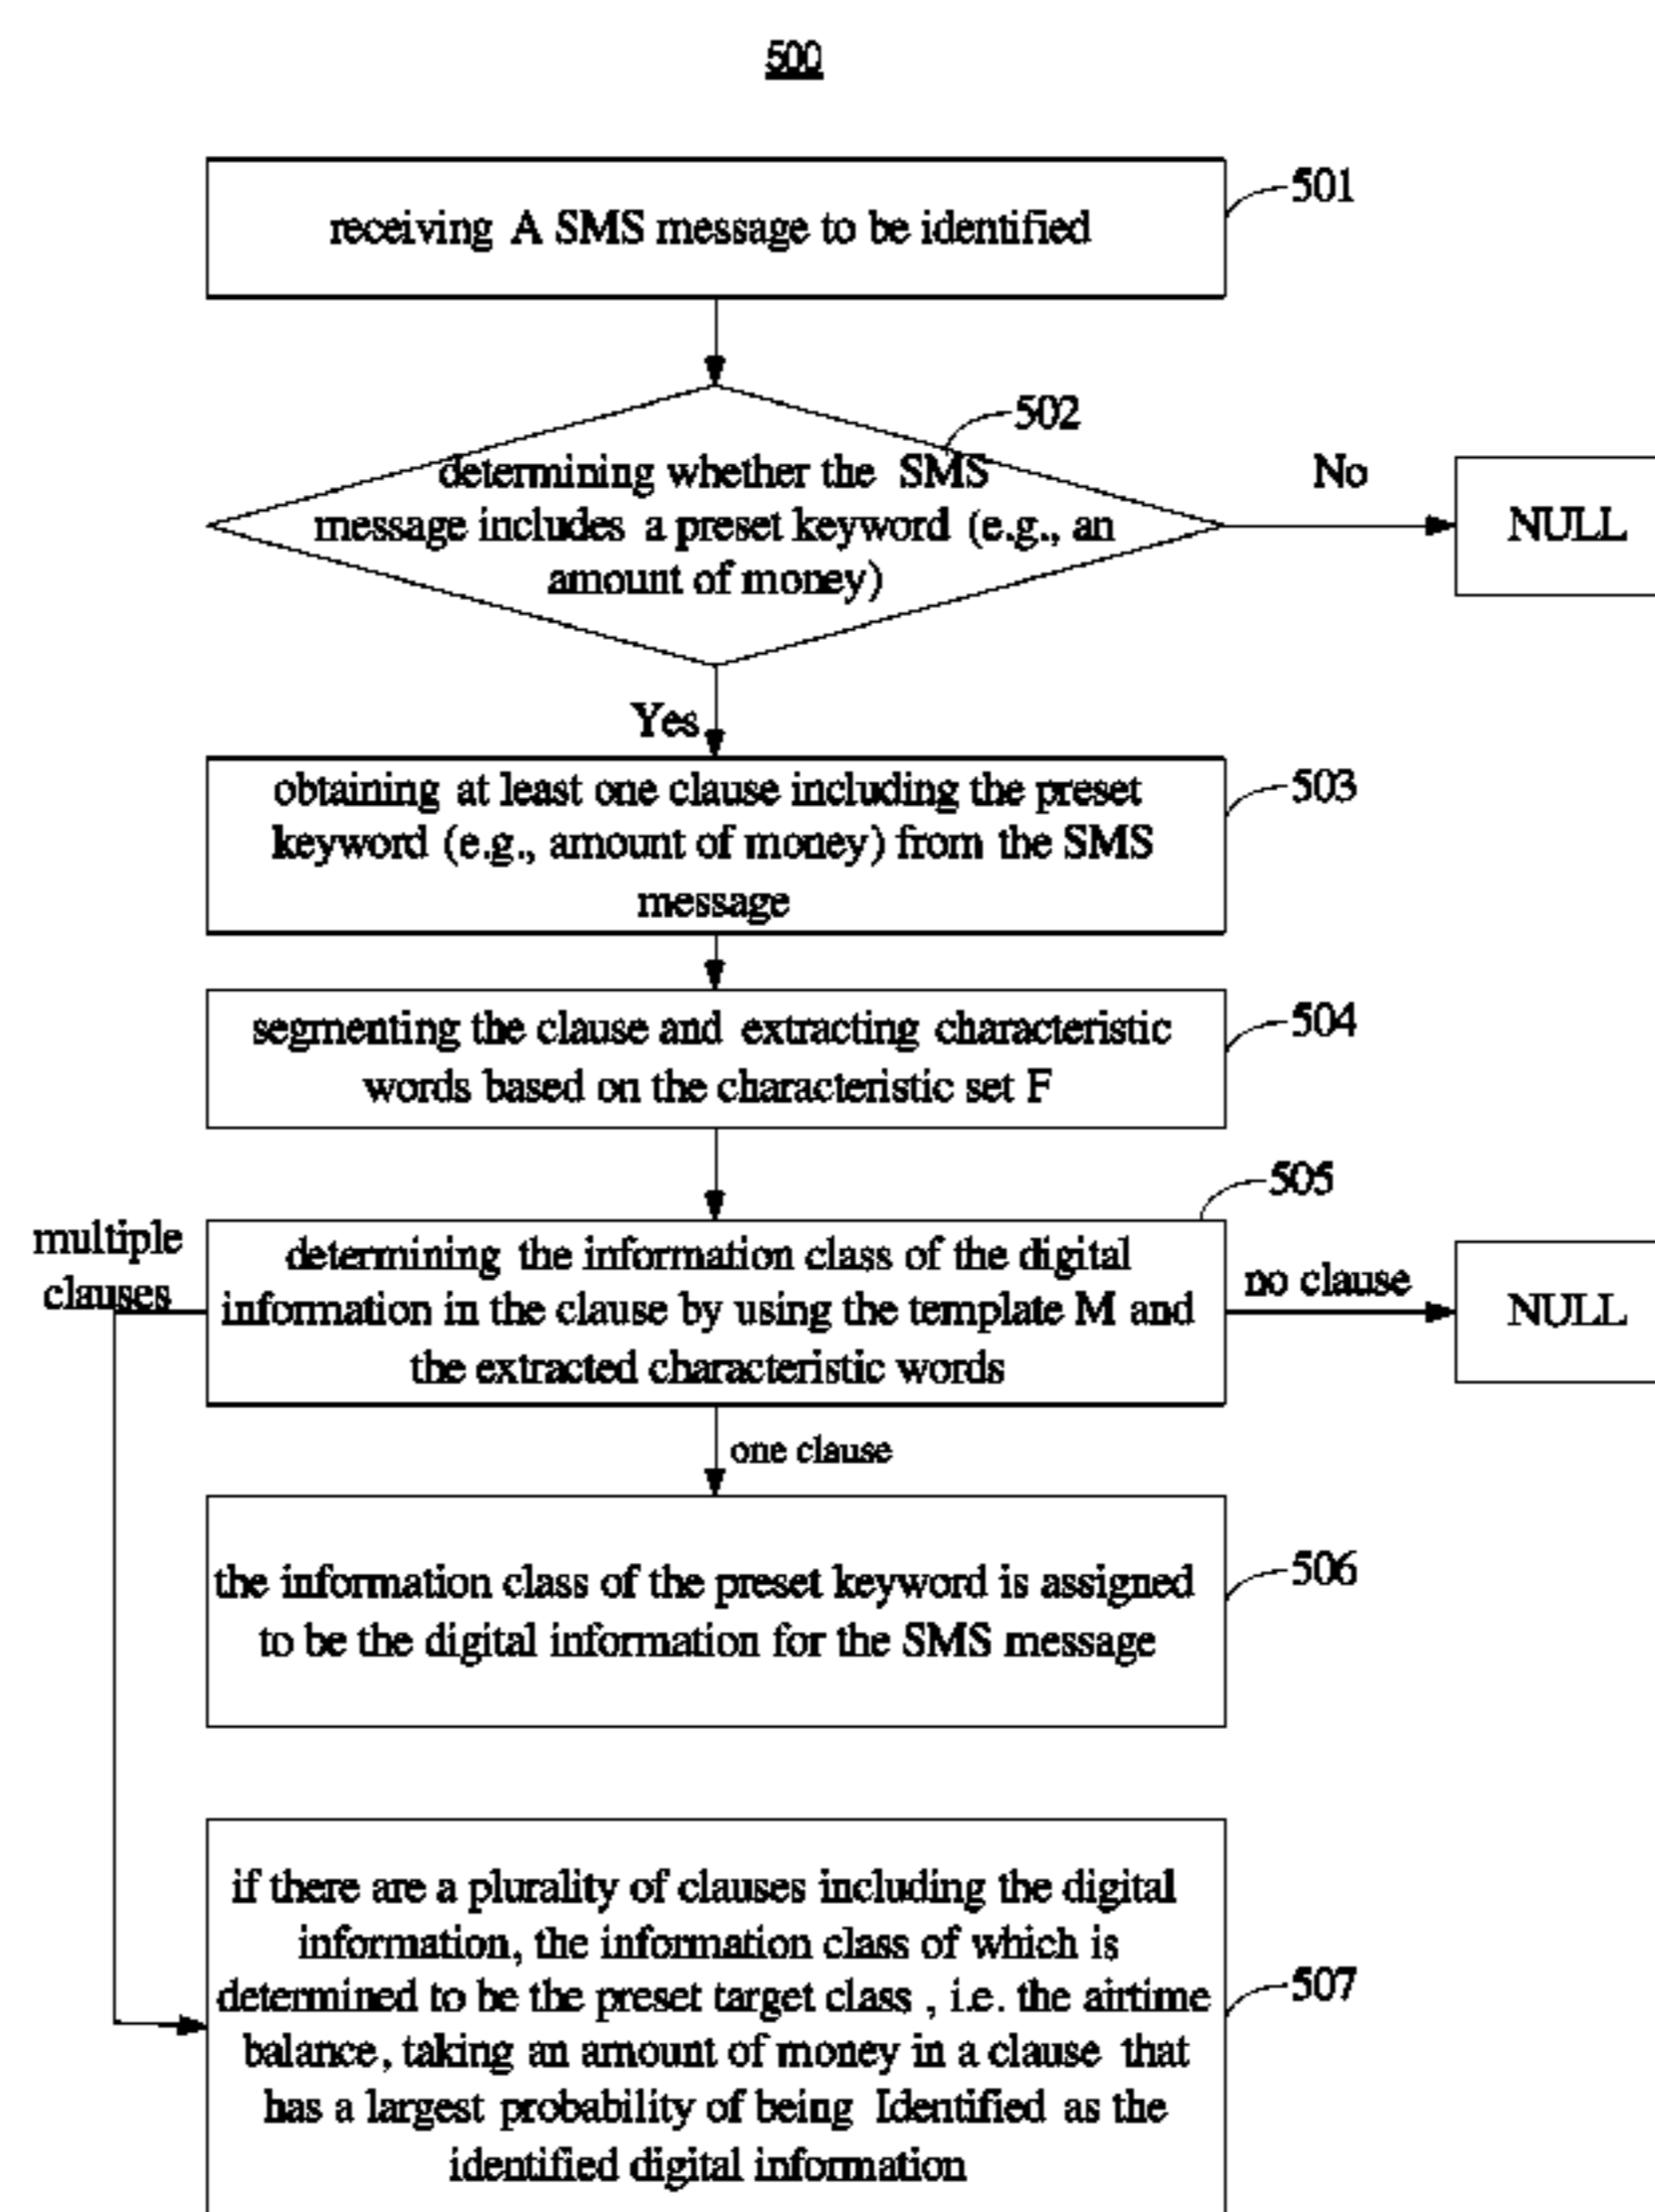 500
receiving A SMS message to be identified
501
502
determining whether the SMS
message includes a preset keyword (e.g., an
amount of money)
No
NULL
Yes
obtaining at least one clause including the preset
keyword (e.g., amount of money) from the SMS
message
503
segmenting the clause and extracting characteristic
words based on the characteristic set F
504
505
multiple
clauses
determining the information class of the digital
information in the clause by using the template M and
the extracted characteristic words
no clause
NULL
one clause
the information class of the preset keyword is assigned
to be the digital information for the SMS message
506
if there are a plurality of clauses including the digital
information, the information class of which is
determined to be the preset target class , i.e. the airtime
balance, taking an amount of money in a clause that
has a largest probability of being Identified as the
identified digital information
507